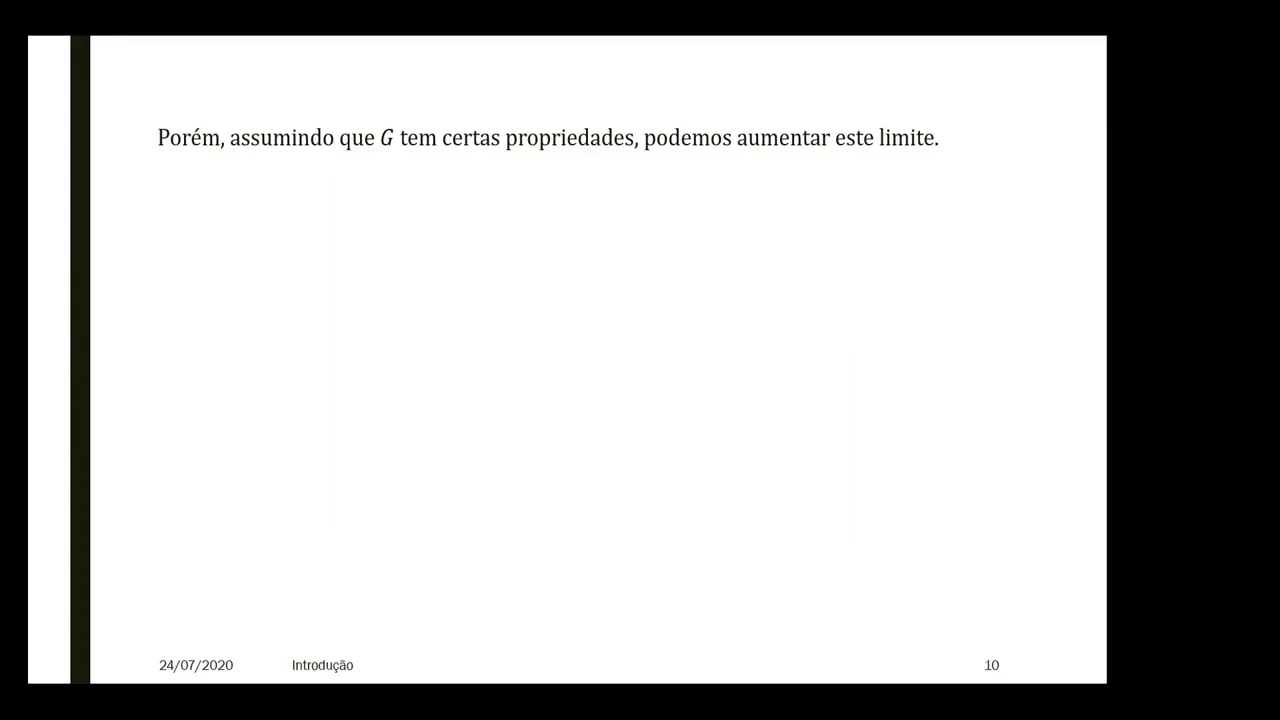 Porém, assumindo que G tem certas propriedades, podemos aumentar este limite.
24/07/2020 Introdução 10